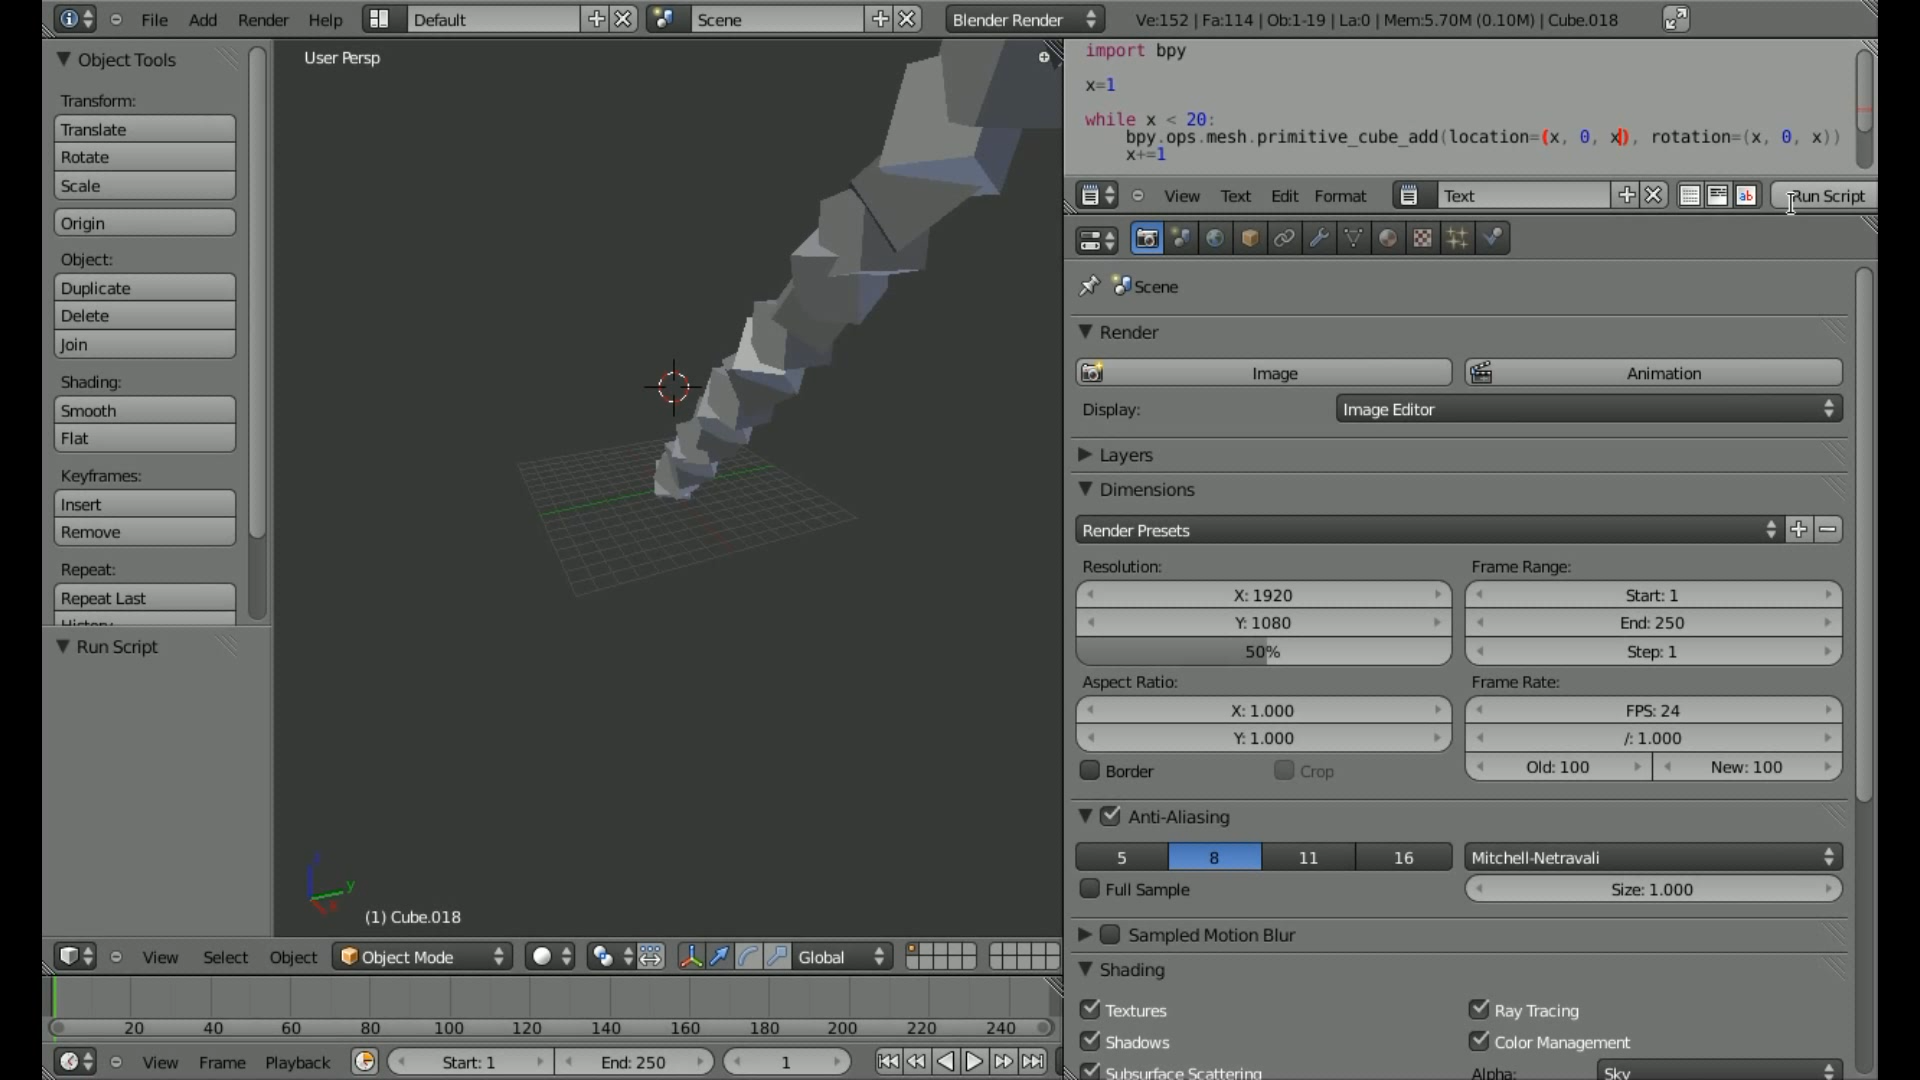 File Add Render Help Default Scene Blender Render Ve:152 | Fa:114 | Ob:1-19 | La:0 | Mem:5.70M (0.10M) | Cube.018
Object Tools
Transform:
Translate
Rotate
Scale
Origin
Object:
Duplicate
Delete
Join
Shading:
Smooth
Flat
Keyframes:
Insert
Remove
Repeat:
Repeat Last
History
Run Script
User Persp
z
y
x
(1) Cube.018
View Select Object Object Mode Global
20 40 60 80 100 120 140 160 180 200 220 240
View Frame Playback Start: 1 End: 250 1
import bpy
x=1
while x < 20:
bpy.ops.mesh.primitive_cube_add(location=(x, 0, x), rotation=(x, 0, x))
x+=1
View Text Edit Format Text ab Run Script
Scene
Render
Image Animation
Display: Image Editor
Layers
Dimensions
Render Presets
Resolution: Frame Range:
X: 1920 Start: 1
Y: 1080 End: 250
50% Step: 1
Aspect Ratio: Frame Rate:
X: 1.000 FPS: 24
Y: 1.000 /: 1.000
Border Crop Old: 100 New: 100
Anti-Aliasing
5 8 11 16 Mitchell-Netravali
Full Sample Size: 1.000
Sampled Motion Blur
Shading
Textures Ray Tracing
Shadows Color Management
Subsurface Scattering Alpha: Sky